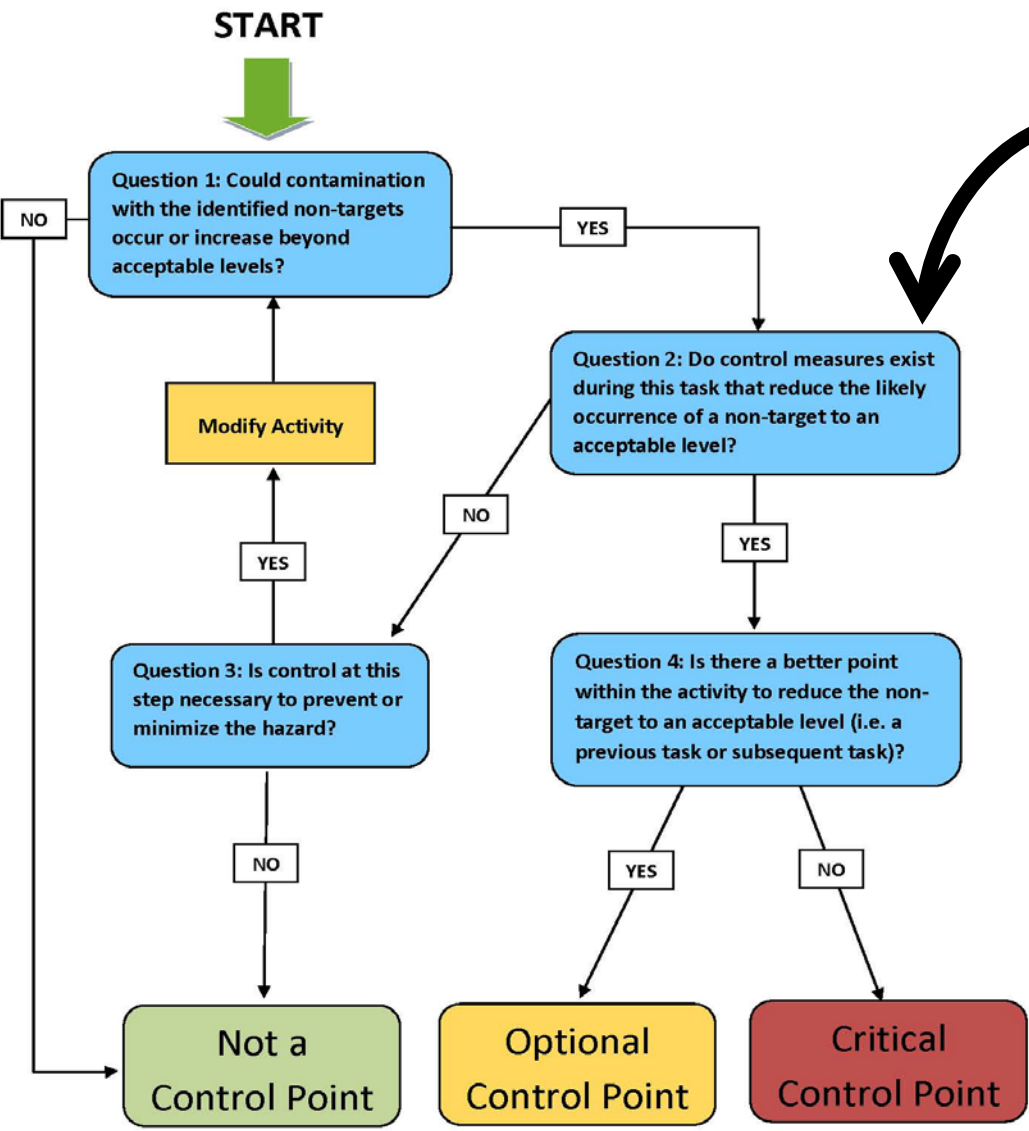 START
Question 1: Could contamination
with the identified non-targets
occur or increase beyond
acceptable levels?
NO
YES
Question 2: Do control measures exist
during this task that reduce the likely
occurrence of a non-target to an
acceptable level?
Modify Activity
NO
YES
YES
Question 3: Is control at this
step necessary to prevent or
minimize the hazard?
Question 4: Is there a better point
within the activity to reduce the non-
target to an acceptable level (i.e. a
previous task or subsequent task)?
NO
YES
NO
Not a
Control Point
Optional
Control Point
Critical
Control Point